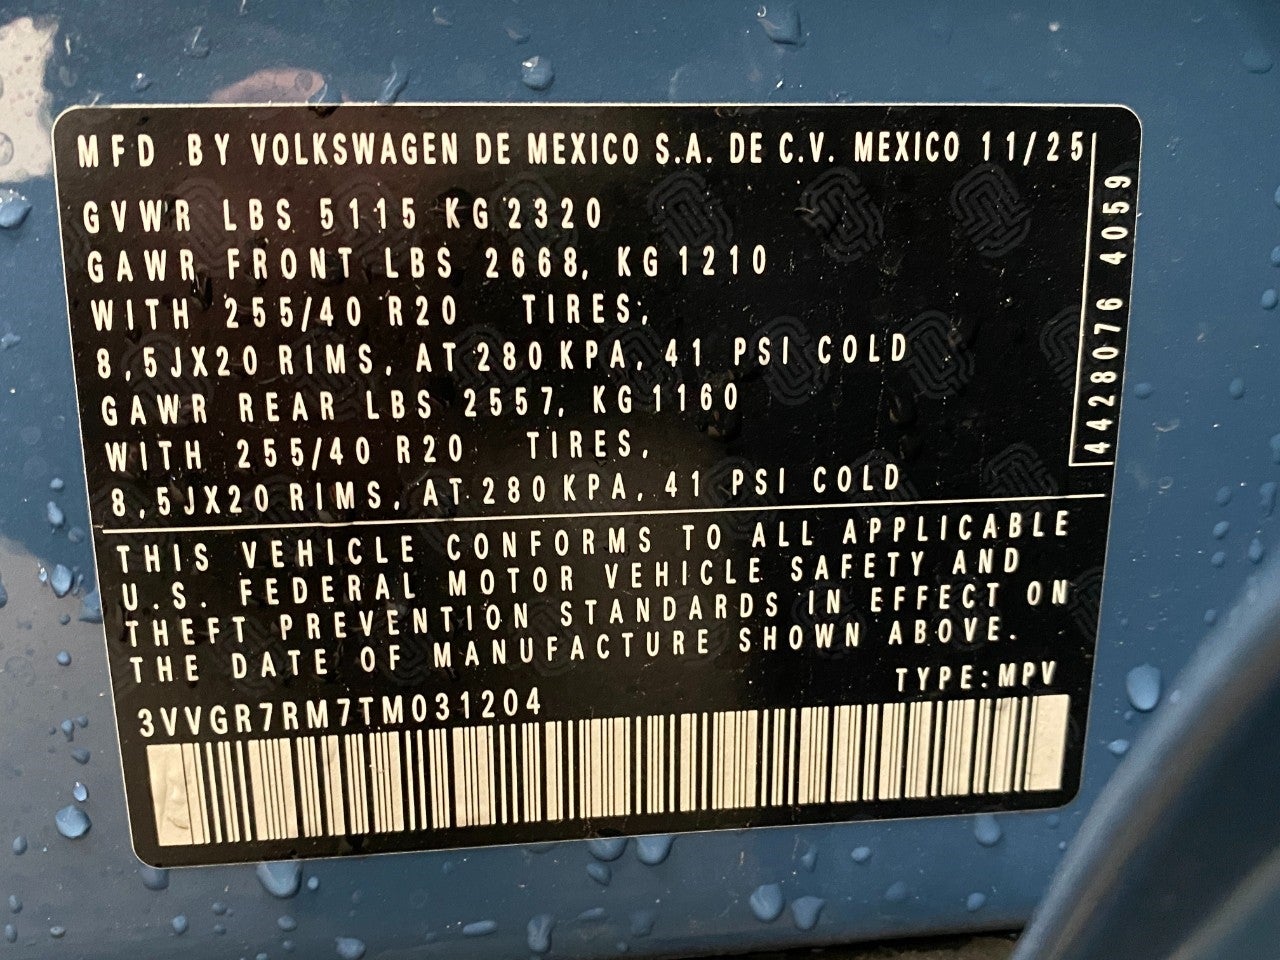 MFD BY VOLKSWAGEN DE MEXICO S.A. DE C.V. MEXICO 11/25
GVWR LBS 5115 KG 2320
GAWR FRONT LBS 2668, KG 1210
WITH 255/40 R20 TIRES,
8,5JX20 RIMS, AT 280 KPA, 41 PSI COLD
GAWR REAR LBS 2557, KG 1160
WITH 255/40 R20 TIRES,
8,5JX20 RIMS, AT 280 KPA, 41 PSI COLD
4428076 4059
THIS VEHICLE CONFORMS TO ALL APPLICABLE
U.S. FEDERAL MOTOR VEHICLE SAFETY AND
THEFT PREVENTION STANDARDS IN EFFECT ON
THE DATE OF MANUFACTURE SHOWN ABOVE.
TYPE:MPV
3VVGR7RM7TM031204